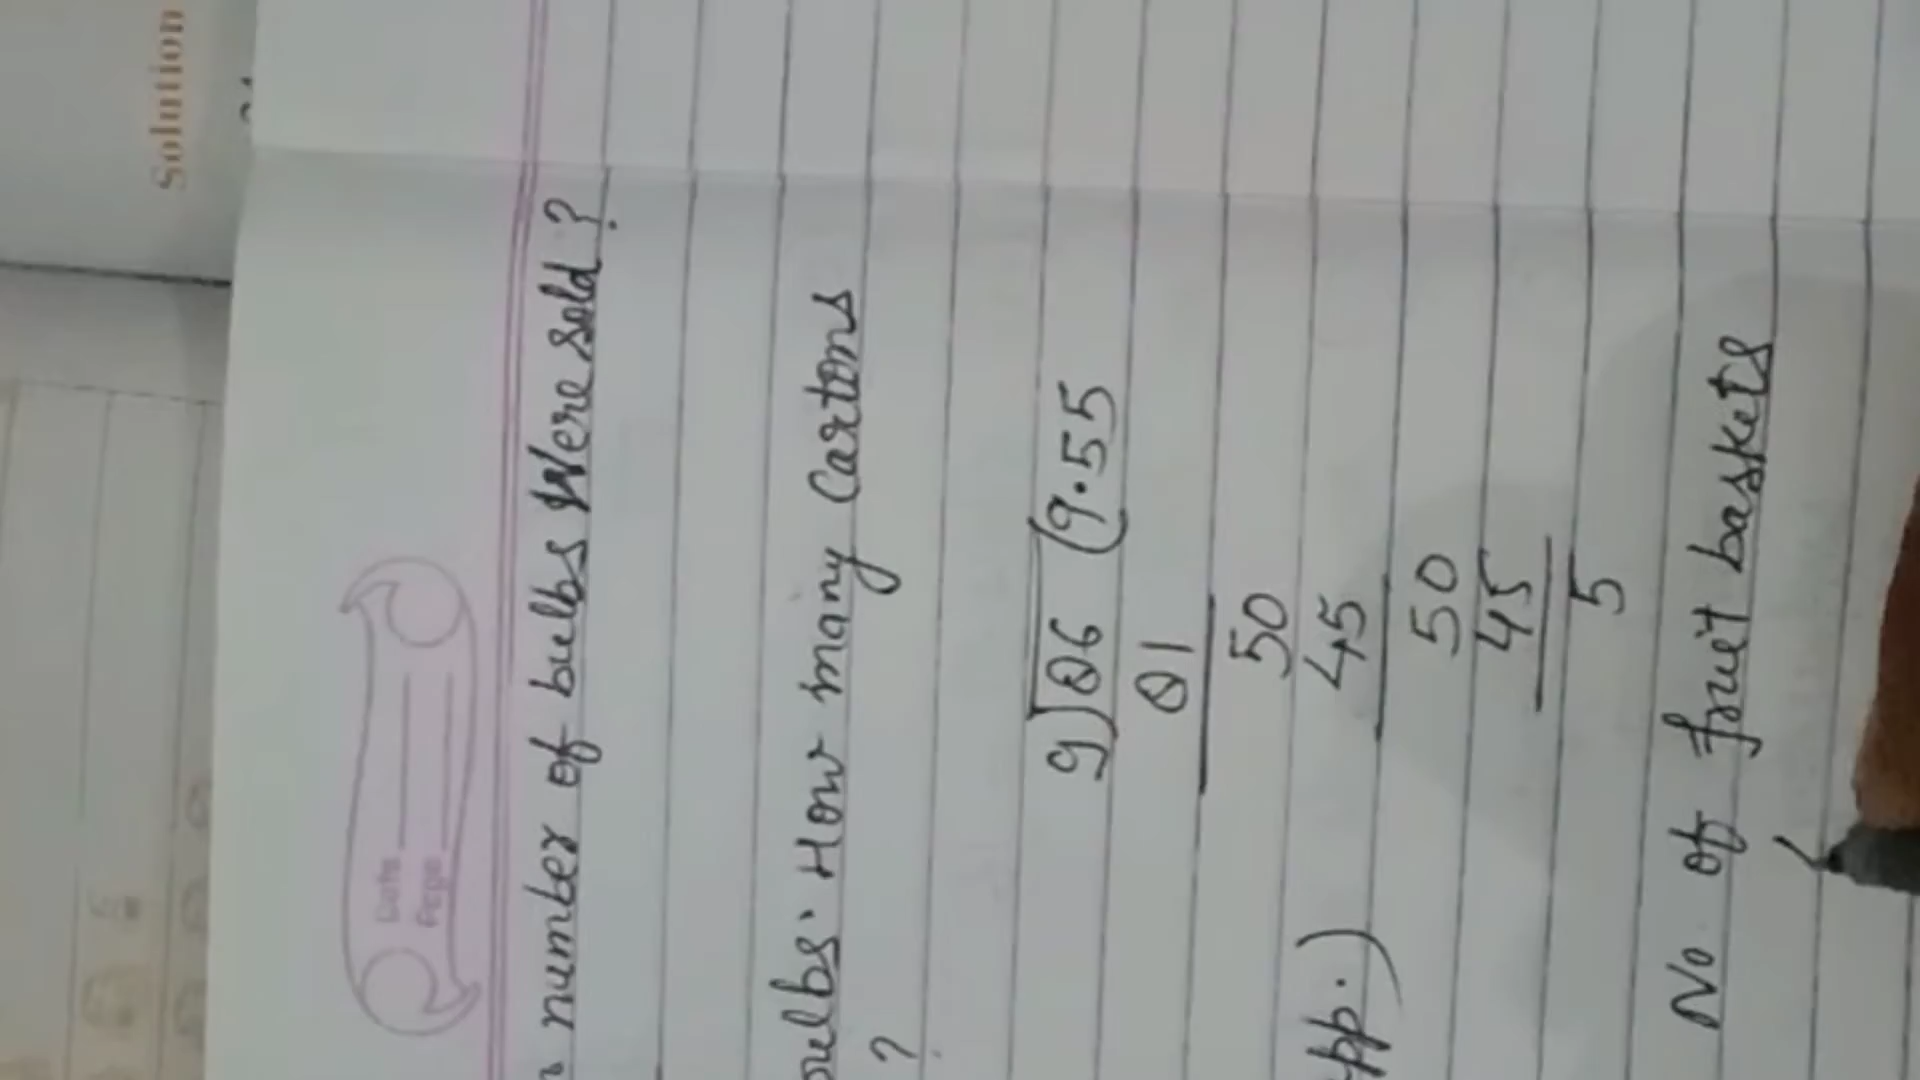 Solution
Date
Page
number of bulbs Were sold?
bulbs. How many Cartons
?
9)86 (9.55
81
50
45
pp.)
50
45
5
No of fruit baskets